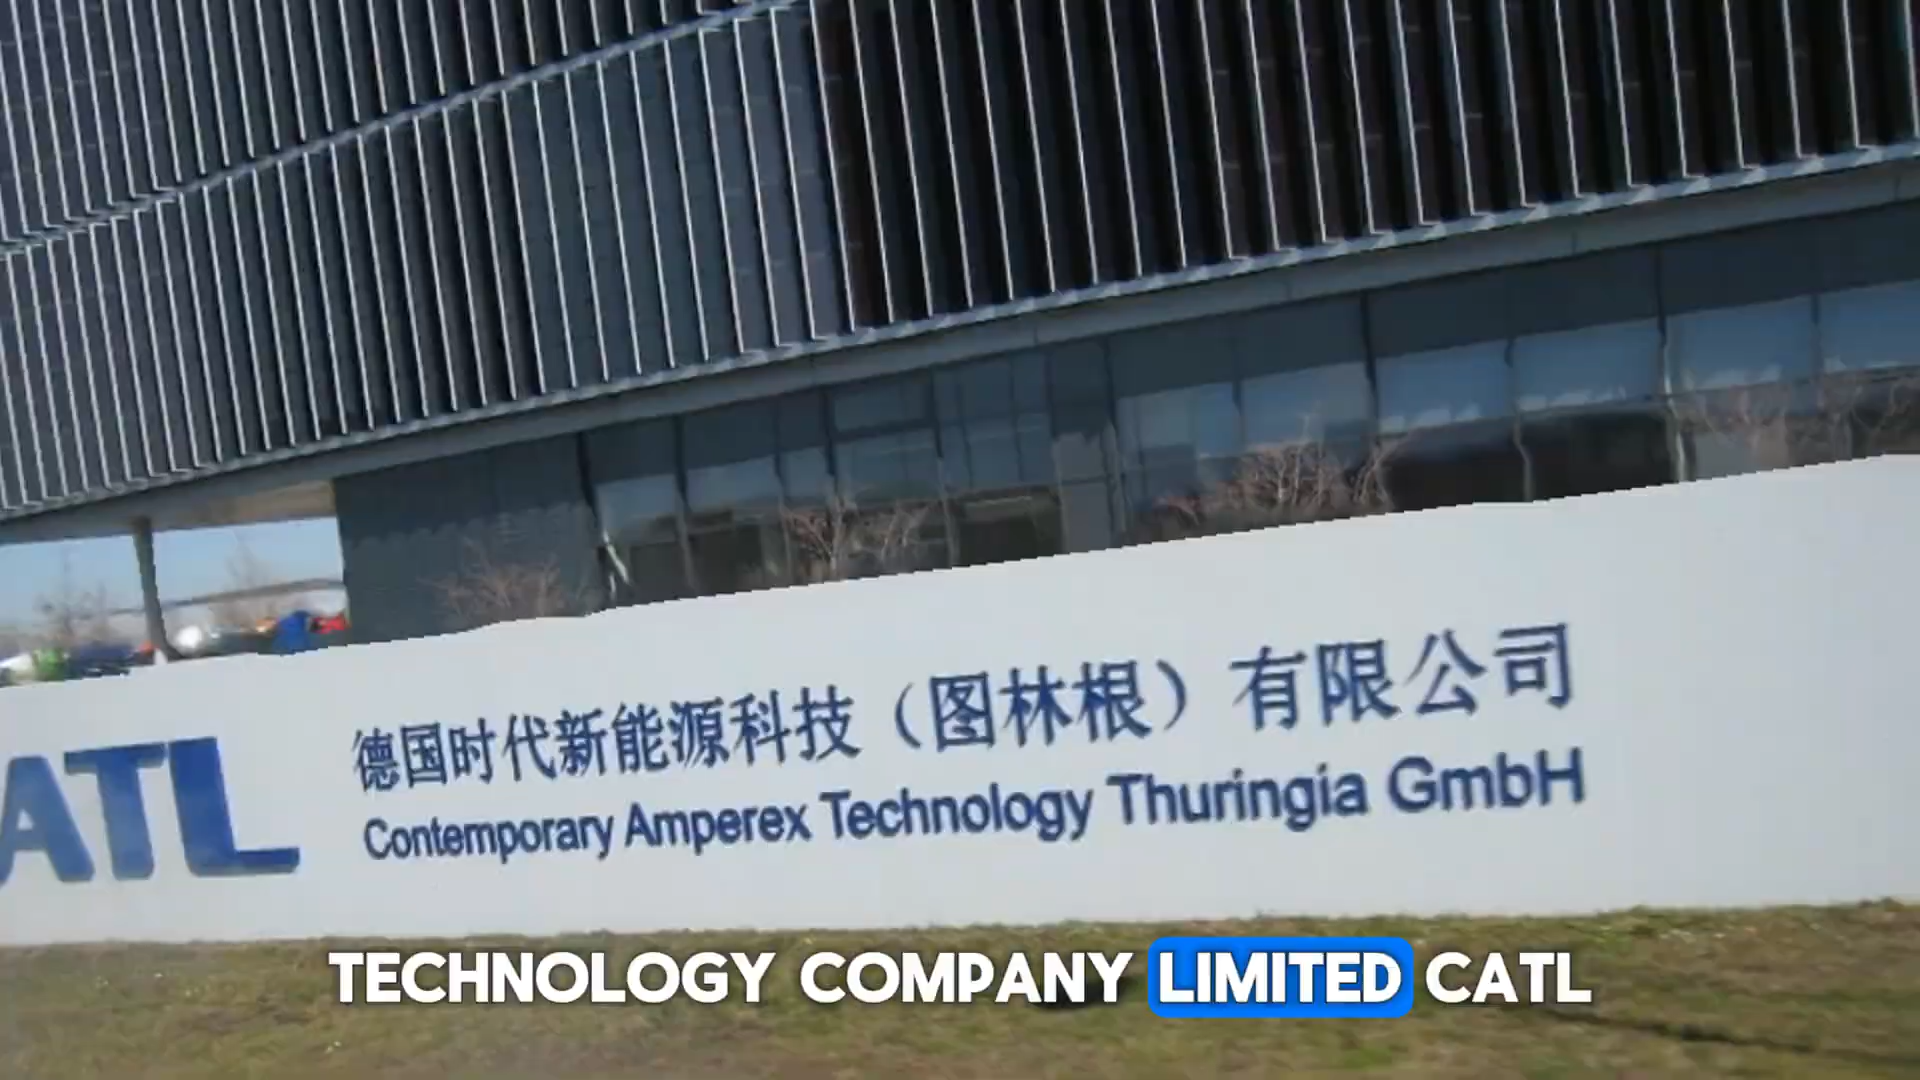 ATL
德国时代新能源科技（图林根）有限公司
Contemporary Amperex Technology Thuringia GmbH
TECHNOLOGY COMPANY LIMITED CATL